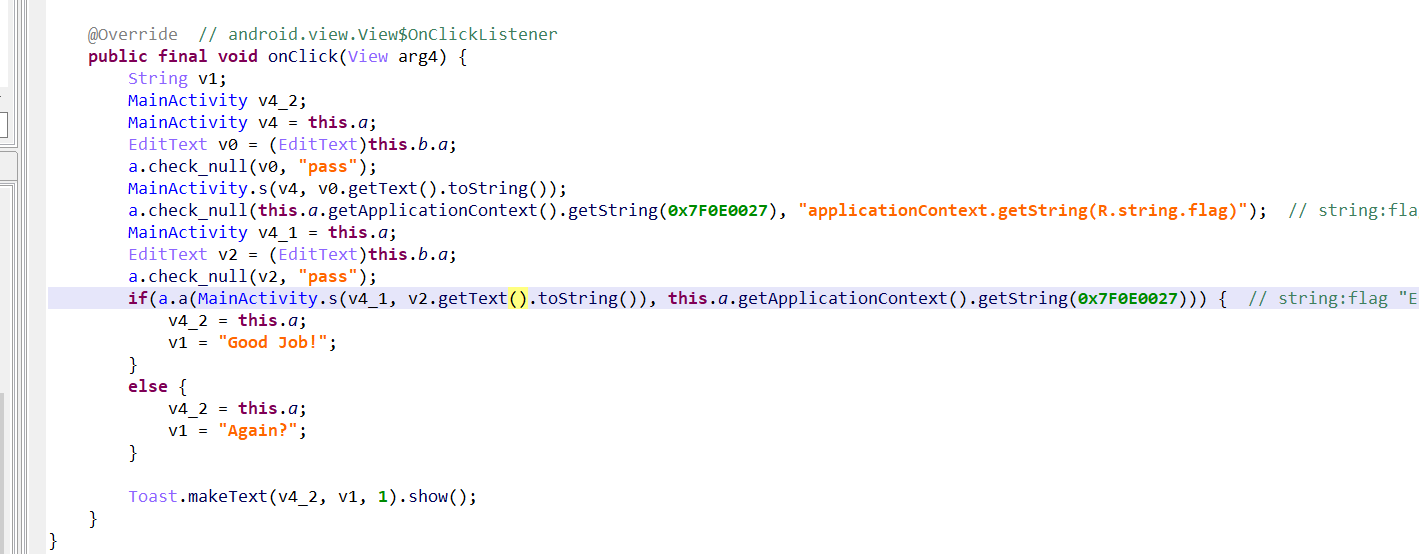 @Override  // android.view.View$OnClickListener
public final void onClick(View arg4) {
String v1;
MainActivity v4_2;
MainActivity v4 = this.a;
EditText v0 = (EditText)this.b.a;
a.check_null(v0, "pass");
MainActivity.s(v4, v0.getText().toString());
a.check_null(this.a.getApplicationContext().getString(0x7F0E0027), "applicationContext.getString(R.string.flag)");  // string:fla
MainActivity v4_1 = this.a;
EditText v2 = (EditText)this.b.a;
a.check_null(v2, "pass");
if(a.a(MainActivity.s(v4_1, v2.getText().toString()), this.a.getApplicationContext().getString(0x7F0E0027))) {  // string:flag "E
v4_2 = this.a;
v1 = "Good Job!";
}
else {
v4_2 = this.a;
v1 = "Again?";
}
Toast.makeText(v4_2, v1, 1).show();
}
}